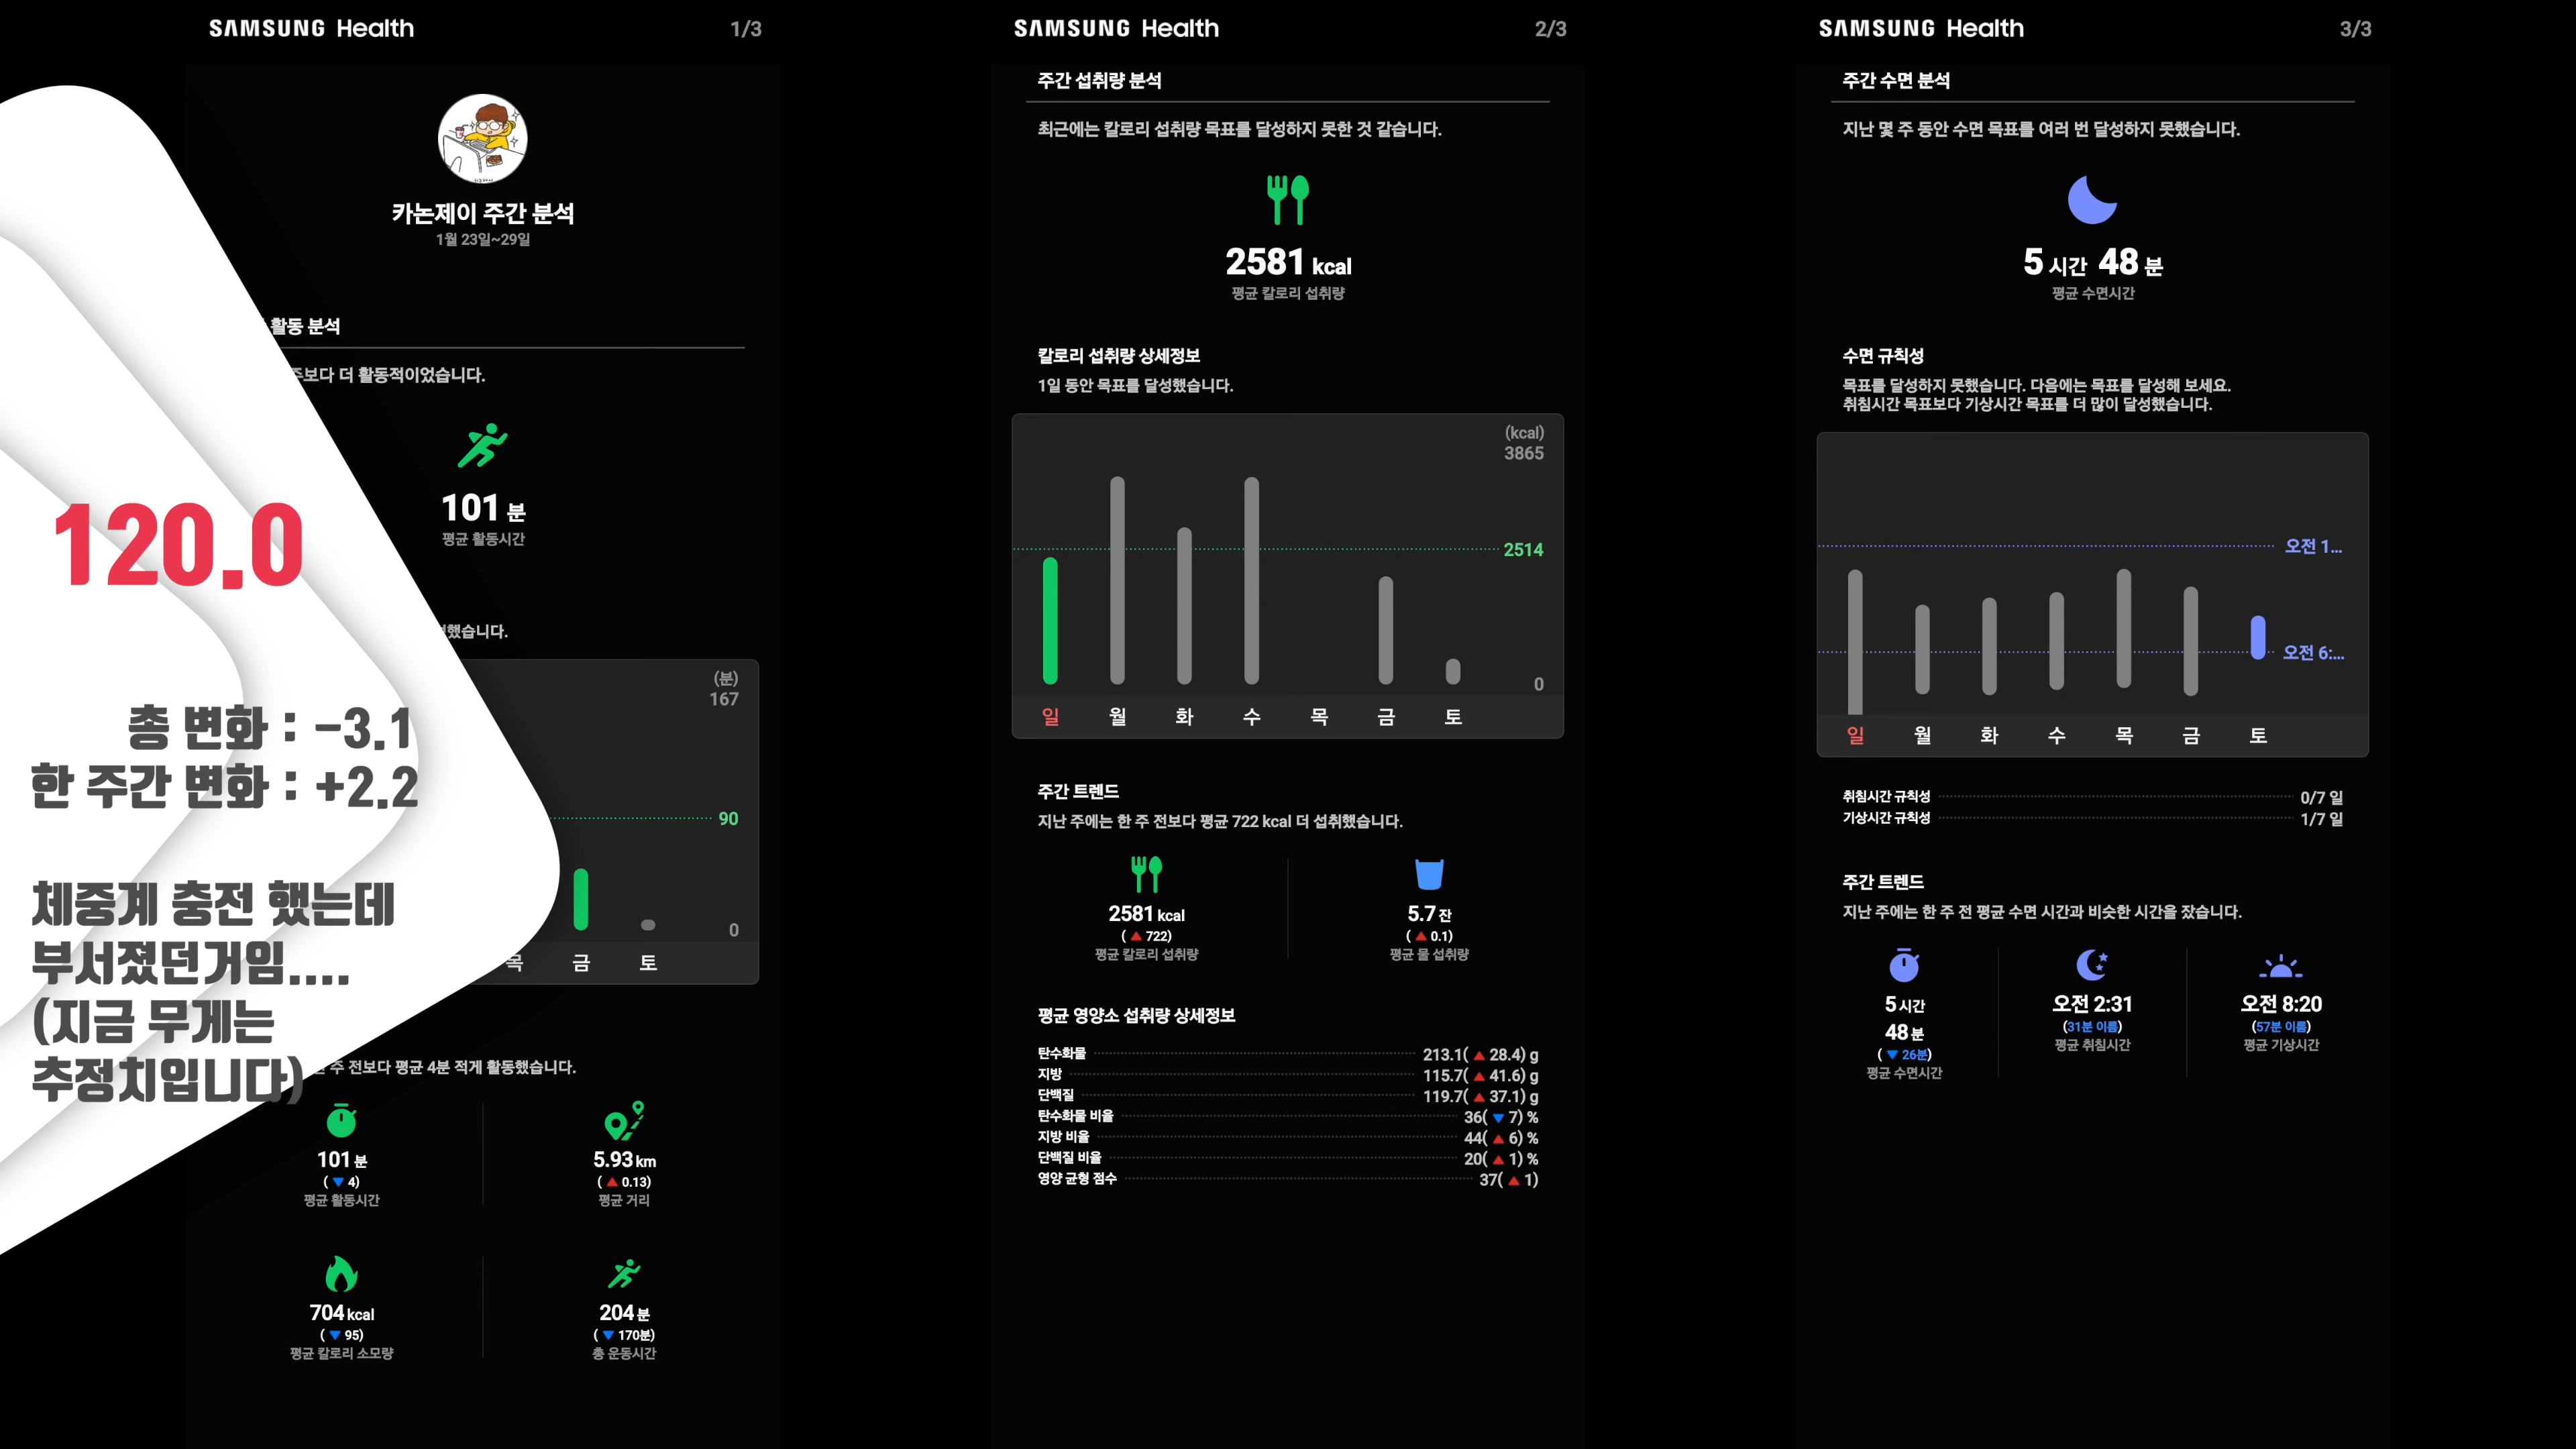 120.0
총 변화 : -3.1
한 주간 변화 : +2.2
체중계 충전 했는데
부서졌던거임....
(지금 무게는
추정치입니다)
SAMSUNG Health
1/3
카논제이 주간 분석
1월 23일~29일
활동 분석
주보다 더 활동적이었습니다.
101 분
평균 활동시간
했습니다.
(분)
167
90
0
목 금 토
주 전보다 평균 4분 적게 활동했습니다.
101 분
(▼ 4)
평균 활동시간
5.93 km
(▲ 0.13)
평균 거리
704 kcal
(▼ 95)
평균 칼로리 소모량
204 분
(▼ 170분)
총 운동시간
SAMSUNG Health
2/3
주간 섭취량 분석
최근에는 칼로리 섭취량 목표를 달성하지 못한 것 같습니다.
2581 kcal
평균 칼로리 섭취량
칼로리 섭취량 상세정보
1일 동안 목표를 달성했습니다.
(kcal)
3865
2514
0
일 월 화 수 목 금 토
주간 트렌드
지난 주에는 한 주 전보다 평균 722 kcal 더 섭취했습니다.
2581 kcal
(▲ 722)
평균 칼로리 섭취량
5.7 잔
(▲ 0.1)
평균 물 섭취량
평균 영양소 섭취량 상세정보
탄수화물 213.1(▲ 28.4) g
지방 115.7(▲ 41.6) g
단백질 119.7(▲ 37.1) g
탄수화물 비율 36(▼ 7) %
지방 비율 44(▲ 6) %
단백질 비율 20(▲ 1) %
영양 균형 점수 37(▲ 1)
SAMSUNG Health
3/3
주간 수면 분석
지난 몇 주 동안 수면 목표를 여러 번 달성하지 못했습니다.
5 시간 48 분
평균 수면시간
수면 규칙성
목표를 달성하지 못했습니다. 다음에는 목표를 달성해 보세요.
취침시간 목표보다 기상시간 목표를 더 많이 달성했습니다.
오전 1...
오전 6:...
일 월 화 수 목 금 토
취침시간 규칙성 0/7 일
기상시간 규칙성 1/7 일
주간 트렌드
지난 주에는 한 주 전 평균 수면 시간과 비슷한 시간을 잤습니다.
5 시간
48 분
(▼ 26분)
평균 수면시간
오전 2:31
(31분 이름)
평균 취침시간
오전 8:20
(57분 이름)
평균 기상시간